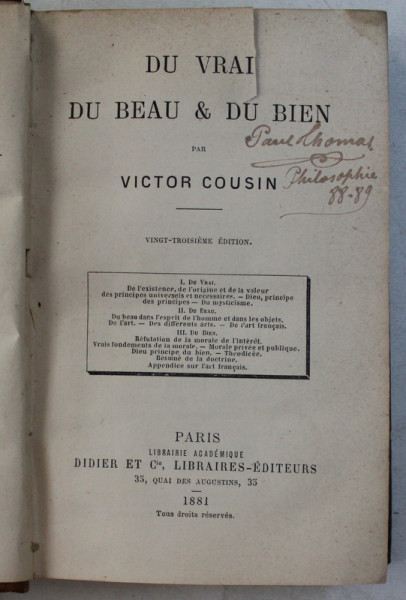 DU VRAI
DU BEAU & DU BIEN
PAR
VICTOR COUSIN
Paul Thomas
Philosophie
88-89
VINGT-TROISIÈME ÉDITION.
I. DU VRAI.
De l'existence, de l'origine et de la valeur
des principes universels et nécessaires. — Dieu, principe
des principes — Du mysticisme.
II. DU BEAU.
Du beau dans l'esprit de l'homme et dans les objets,
De l'art. — Des différents arts. — De l'art français.
III. DU BIEN.
Réfutation de la morale de l'intérêt.
Vrais fondements de la morale. — Morale privée et publique.
Dieu principe du bien. — Théodicée.
Résumé de la doctrine.
Appendice sur l'art français.
PARIS
LIBRAIRIE ACADÉMIQUE
DIDIER ET Cie, LIBRAIRES-ÉDITEURS
35, QUAI DES AUGUSTINS, 35
1881
Tous droits réservés.